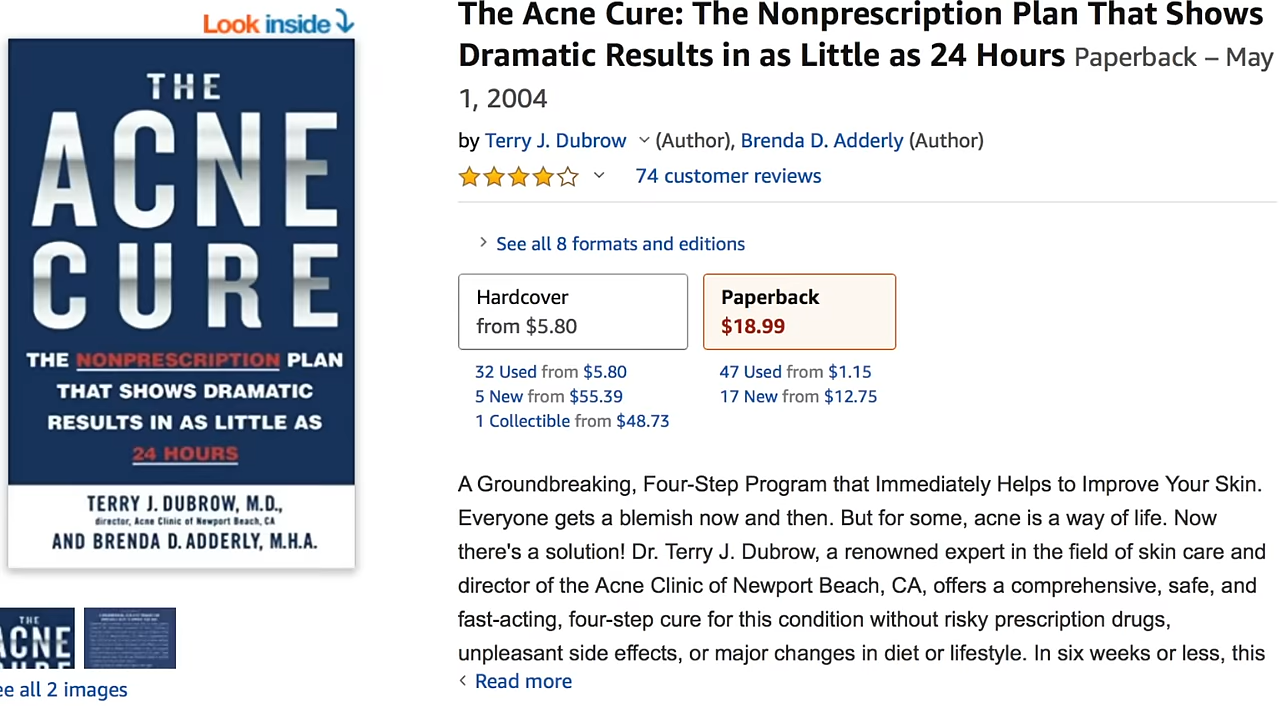 Look inside
THE
ACNE
CURE
THE NONPRESCRIPTION PLAN
THAT SHOWS DRAMATIC
RESULTS IN AS LITTLE AS
24 HOURS
TERRY J. DUBROW, M.D.,
director, Acne Clinic of Newport Beach, CA
AND BRENDA D. ADDERLY, M.H.A.
THE
ACNE
ee all 2 images
The Acne Cure: The Nonprescription Plan That Shows
Dramatic Results in as Little as 24 Hours Paperback – May
1, 2004
by Terry J. Dubrow (Author), Brenda D. Adderly (Author)
74 customer reviews
See all 8 formats and editions
Hardcover
from $5.80
Paperback
$18.99
32 Used from $5.80
5 New from $55.39
1 Collectible from $48.73
47 Used from $1.15
17 New from $12.75
A Groundbreaking, Four-Step Program that Immediately Helps to Improve Your Skin.
Everyone gets a blemish now and then. But for some, acne is a way of life. Now
there's a solution! Dr. Terry J. Dubrow, a renowned expert in the field of skin care and
director of the Acne Clinic of Newport Beach, CA, offers a comprehensive, safe, and
fast-acting, four-step cure for this condition without risky prescription drugs,
unpleasant side effects, or major changes in diet or lifestyle. In six weeks or less, this
Read more